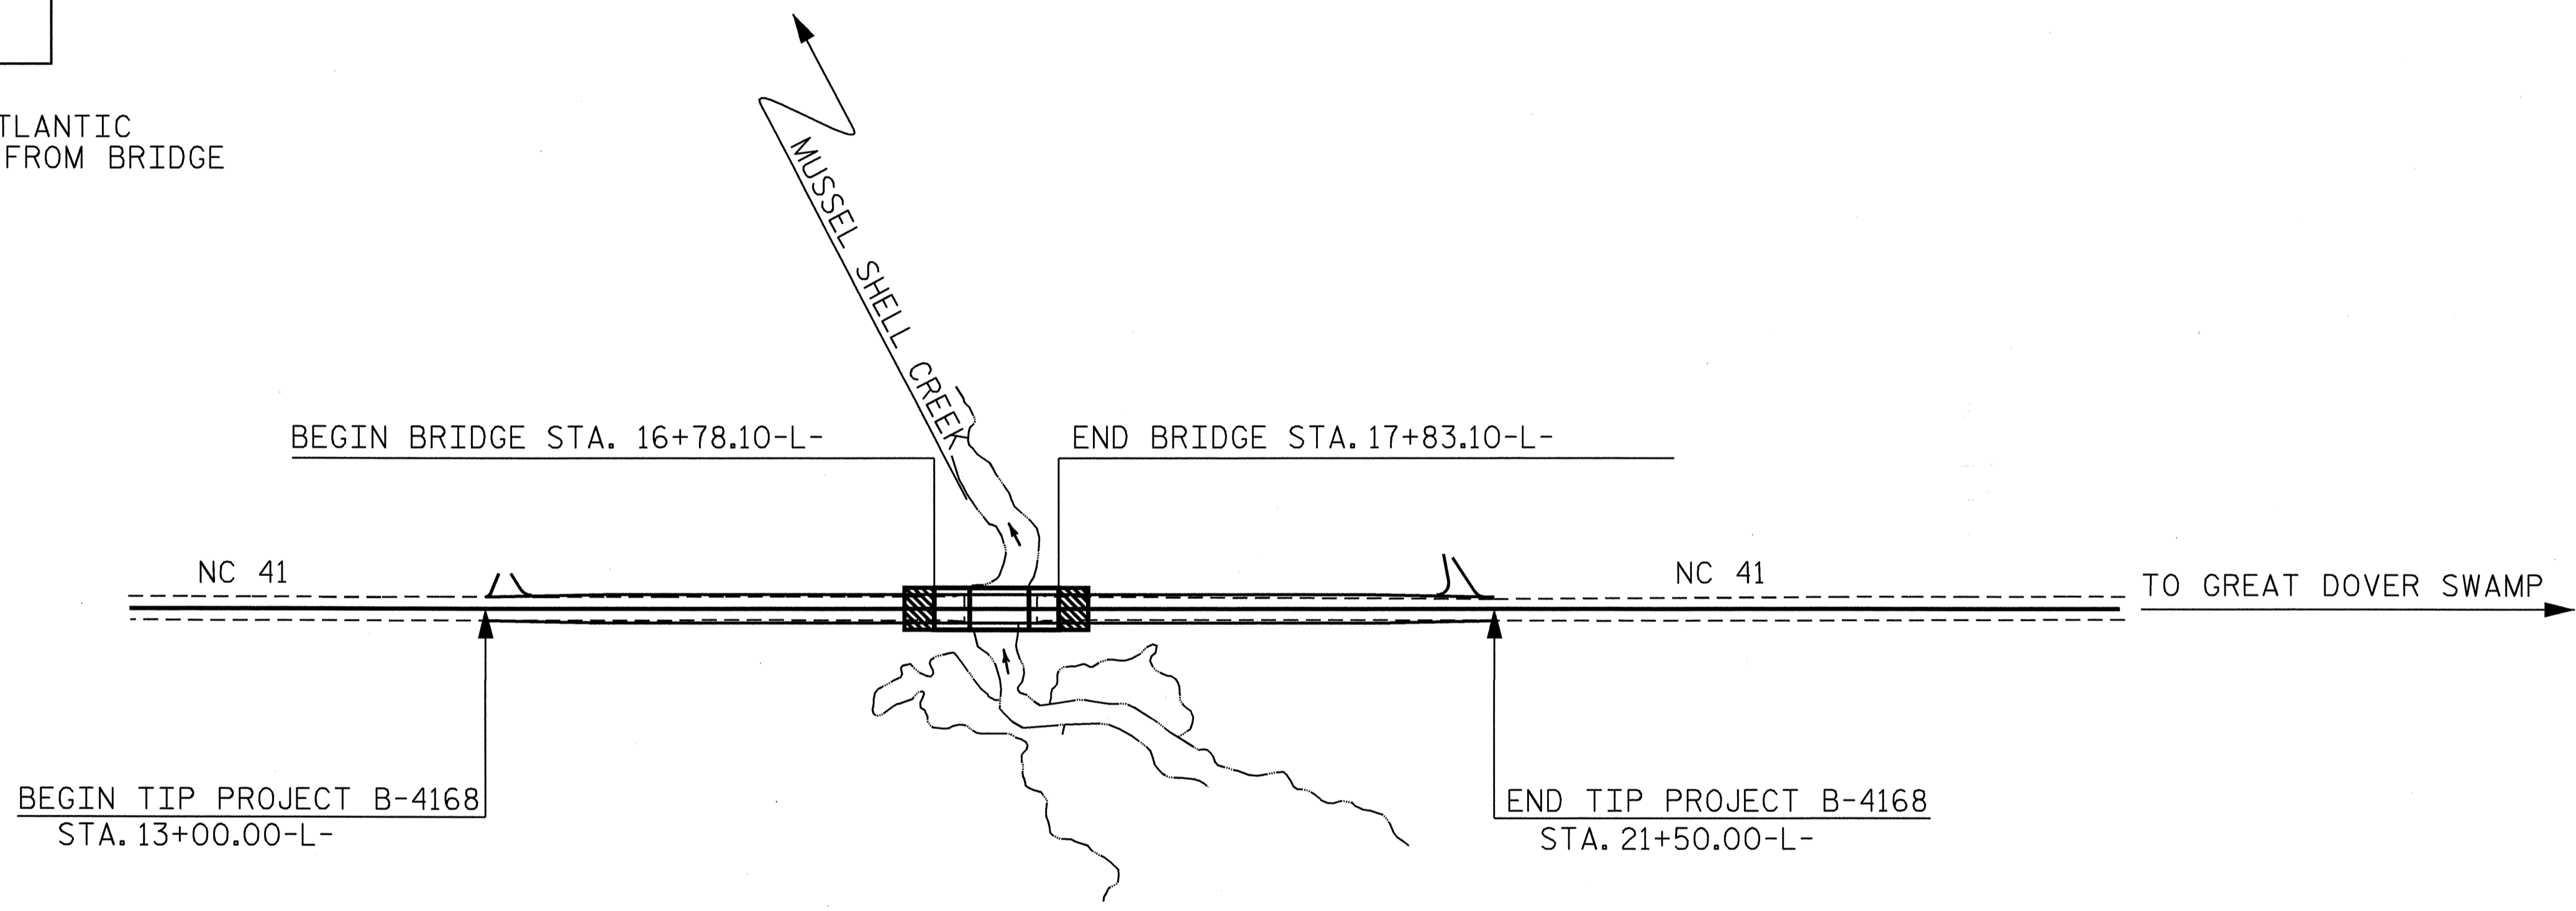 TLANTIC
FROM BRIDGE
MUSSEL SHELL CREEK
BEGIN BRIDGE STA. 16+78.10-L-
END BRIDGE STA. 17+83.10-L-
NC 41
NC 41
TO GREAT DOVER SWAMP
BEGIN TIP PROJECT B-4168
STA. 13+00.00-L-
END TIP PROJECT B-4168
STA. 21+50.00-L-